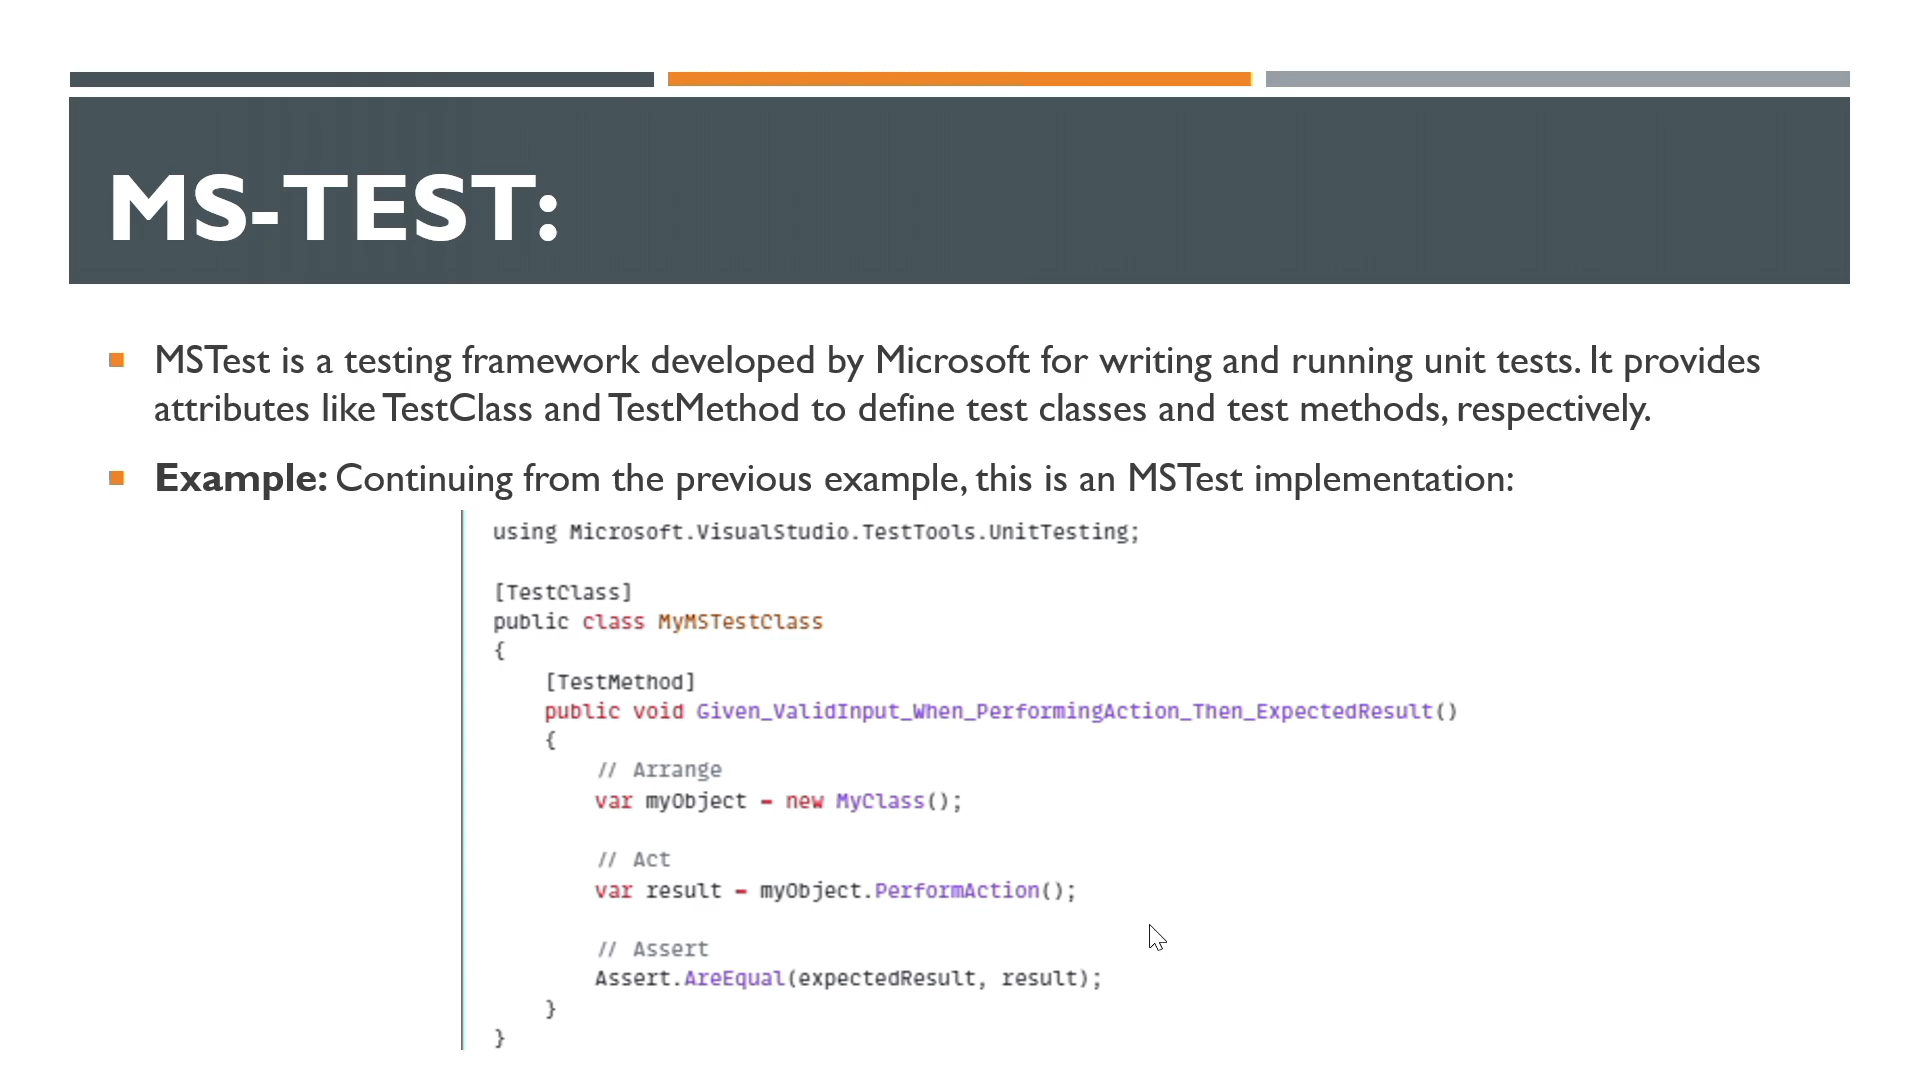 MS-TEST:
MSTest is a testing framework developed by Microsoft for writing and running unit tests. It provides
attributes like TestClass and TestMethod to define test classes and test methods, respectively.
Example: Continuing from the previous example, this is an MSTest implementation:
using Microsoft.VisualStudio.TestTools.UnitTesting;
[TestClass]
public class MyMSTestClass
{
[TestMethod]
public void Given_ValidInput_When_PerformingAction_Then_ExpectedResult()
{
// Arrange
var myObject = new MyClass();
// Act
var result = myObject.PerformAction();
// Assert
Assert.AreEqual(expectedResult, result);
}
}